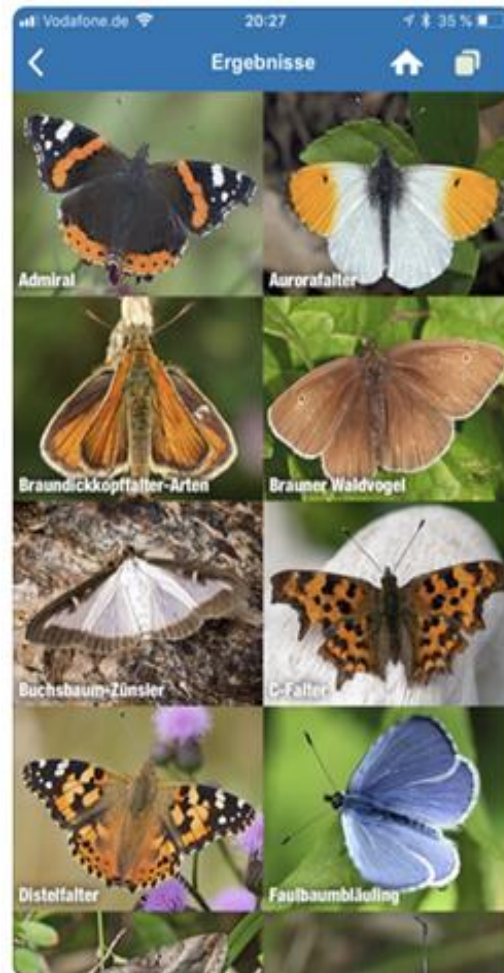 Vodafone.de 20:27 35 %
Ergebnisse
Admiral Aurorafalter
Braundickkopffalter-Arten Brauner Waldvogel
Buchsbaum-Zünsler C-Falter
Distelfalter Faulbaumbläuling